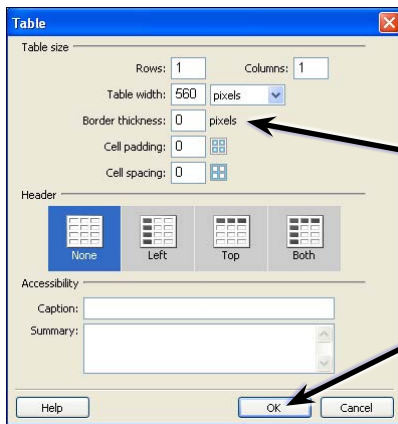 Table
Table size
Rows: 1 Columns: 1
Table width: 560 pixels
Border thickness: 0 pixels
Cell padding: 0
Cell spacing: 0
Header
None Left Top Both
Accessibility
Caption:
Summary:
Help OK Cancel